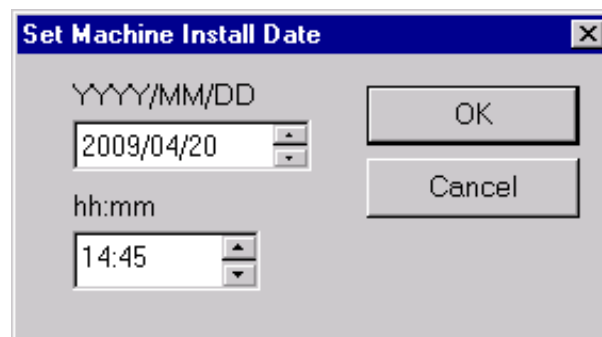 Set Machine Install Date
YYYY/MM/DD
2009/04/20
OK
Cancel
hh:mm
14:45